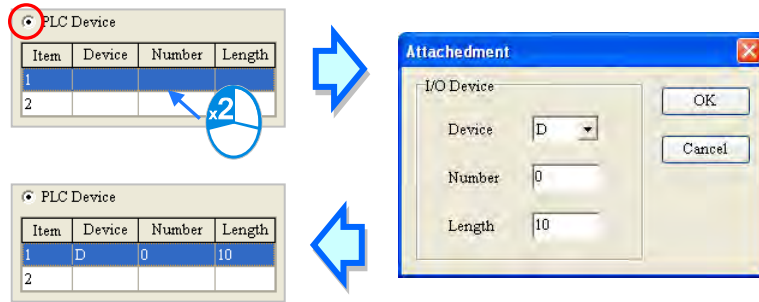 PLC Device
Item Device Number Length
1
2
x2
Attachedment
I/O Device
Device D
Number 0
Length 10
OK
Cancel
PLC Device
Item Device Number Length
1 D 0 10
2